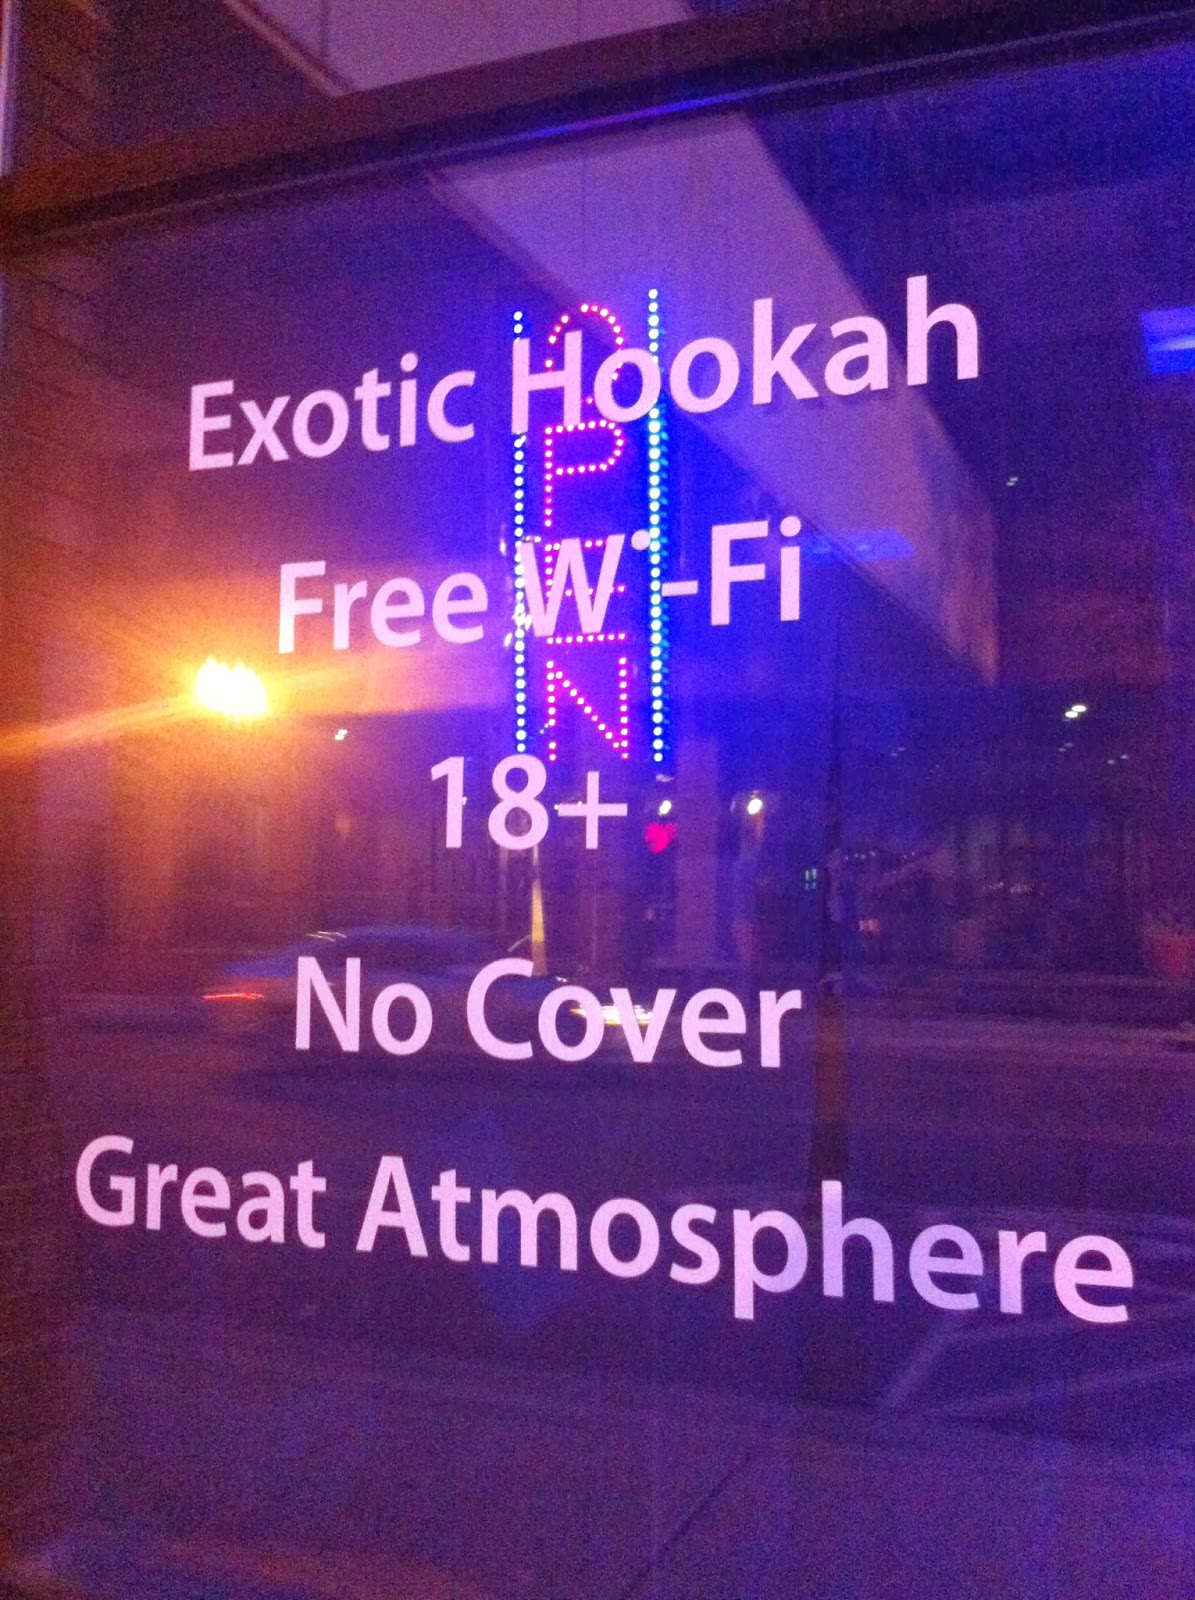 Exotic Hookah
OPEN
Free Wi-Fi
18+
No Cover
Great Atmosphere